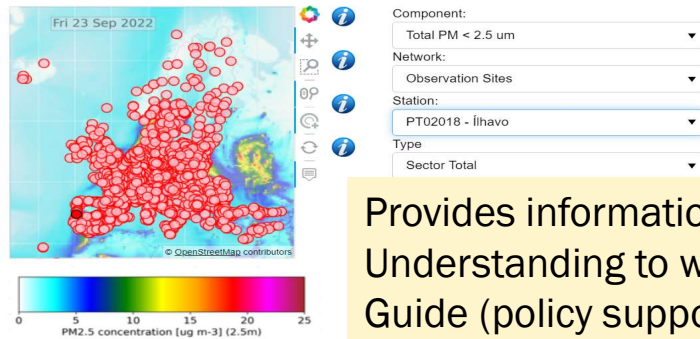 Fri 23 Sep 2022
© OpenStreetMap contributors
0 5 10 15 20 25
PM2.5 concentration [ug m-3] (2.5m)
Component:
Total PM < 2.5 um
Network:
Observation Sites
Station:
PT02018 - Ílhavo
Type
Sector Total
Provides informatio
Understanding to w
Guide (policy suppo